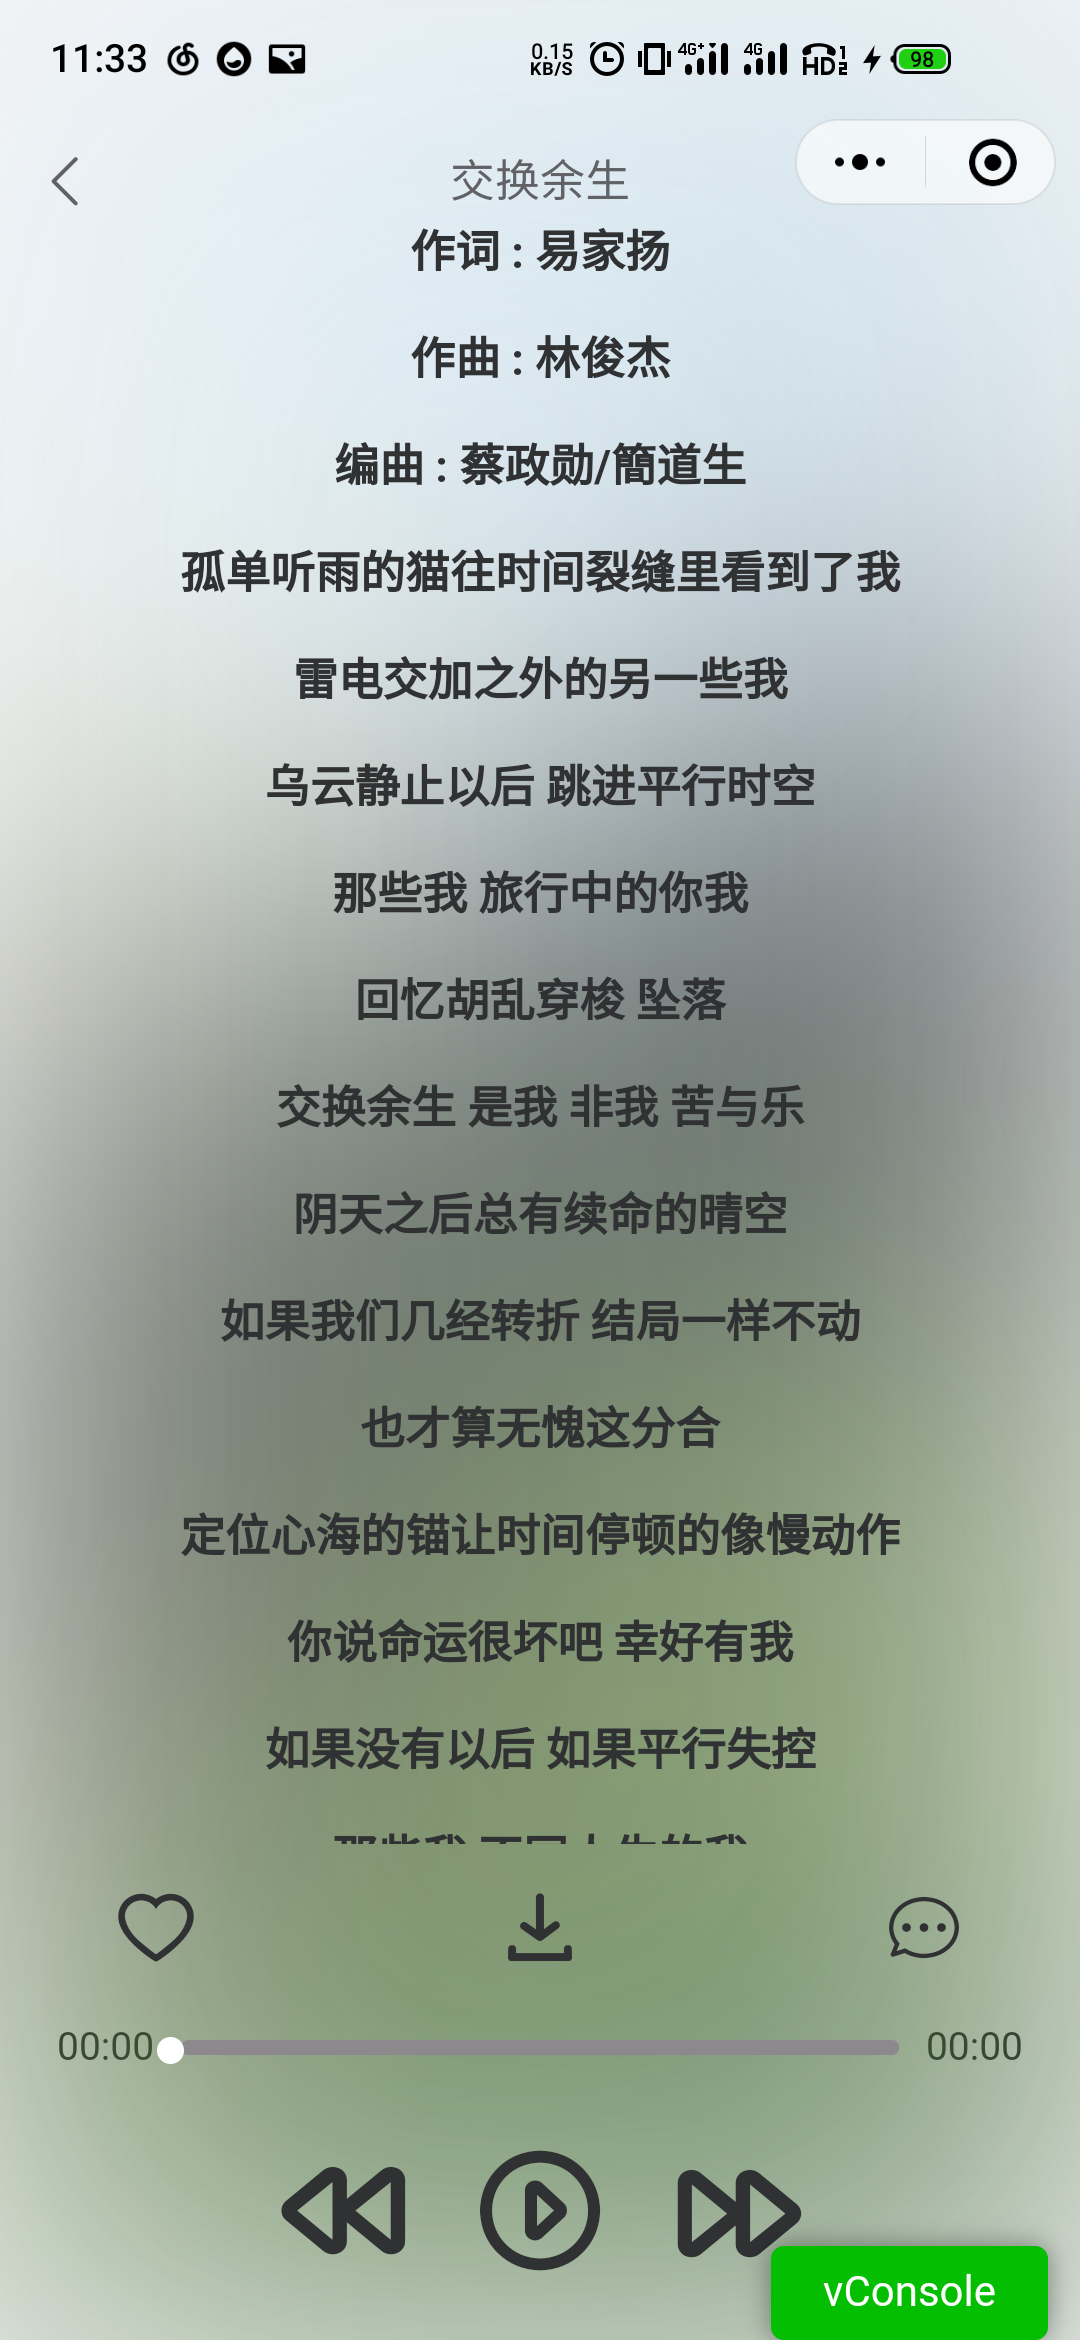 11:33
0.15
KB/S
4G+
4G
HD 1 2
98
交换余生
作词 : 易家扬
作曲 : 林俊杰
编曲 : 蔡政勋/簡道生
孤单听雨的猫往时间裂缝里看到了我
雷电交加之外的另一些我
乌云静止以后 跳进平行时空
那些我 旅行中的你我
回忆胡乱穿梭 坠落
交换余生 是我 非我 苦与乐
阴天之后总有续命的晴空
如果我们几经转折 结局一样不动
也才算无愧这分合
定位心海的锚让时间停顿的像慢动作
你说命运很坏吧 幸好有我
如果没有以后 如果平行失控
00:00
00:00
vConsole